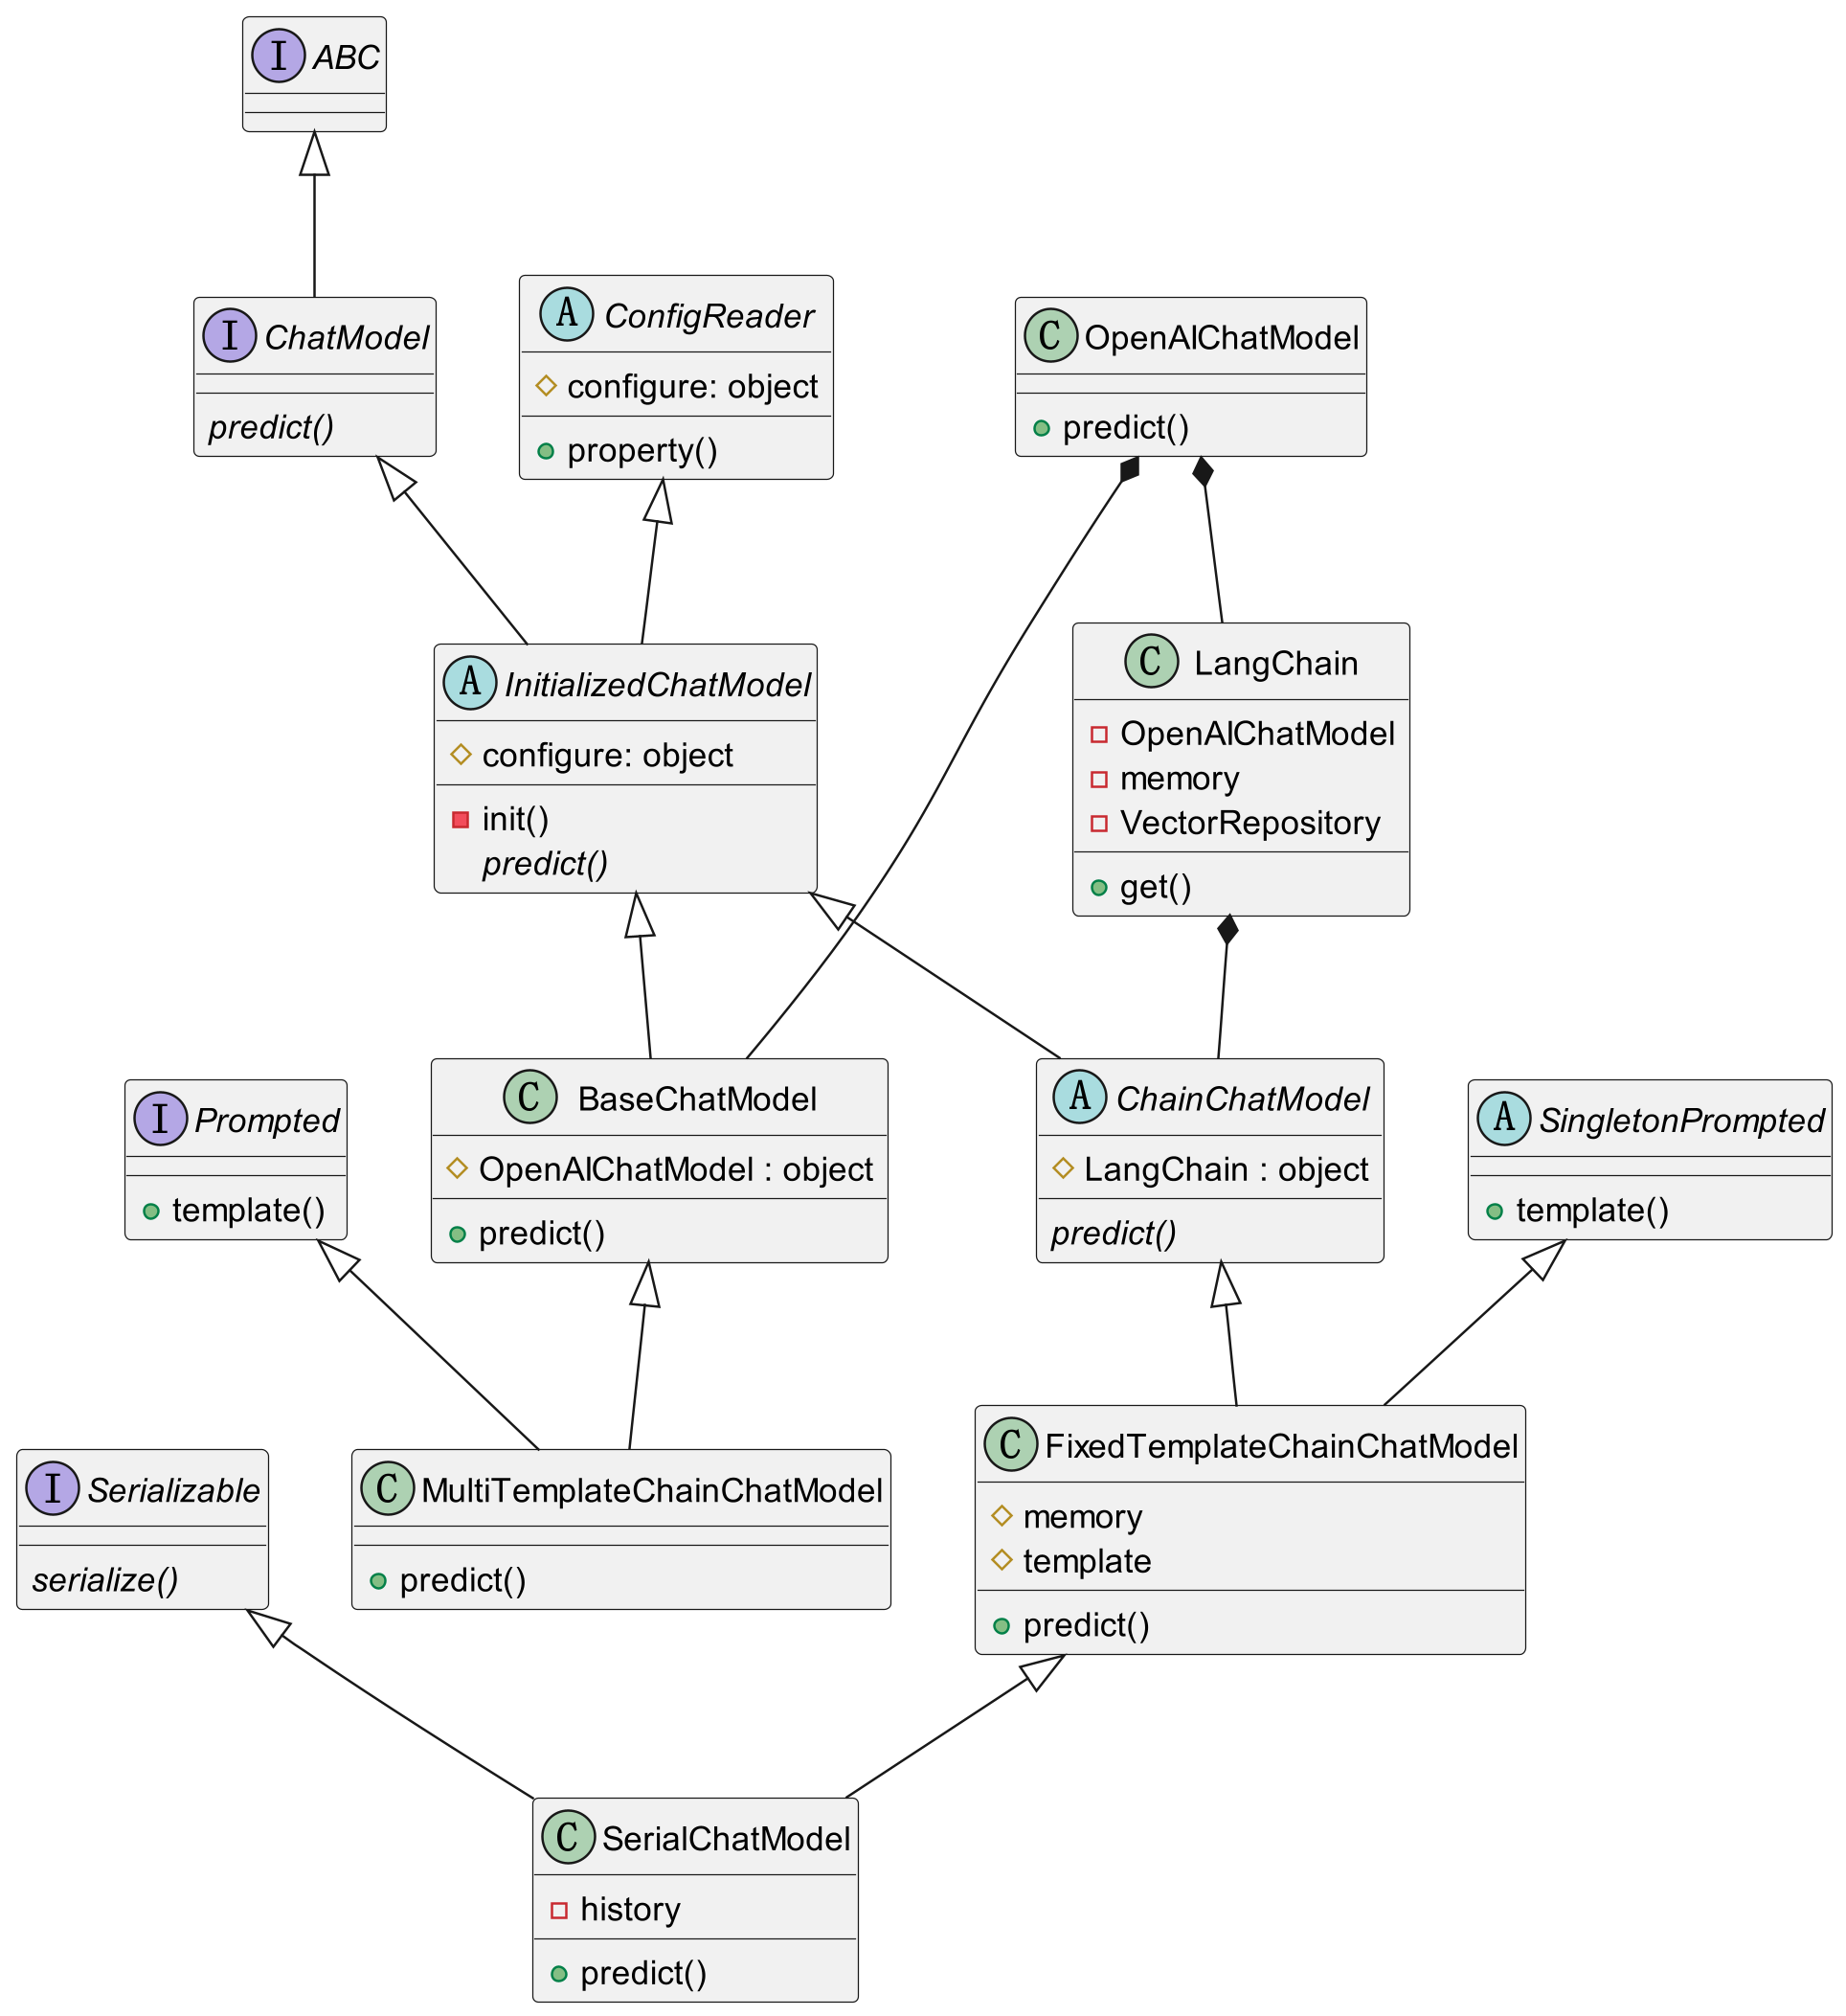 I ABC
I ChatModel
predict()
A ConfigReader
configure: object
property()
C OpenAIChatModel
predict()
A InitializedChatModel
configure: object
init()
predict()
C LangChain
OpenAIChatModel
memory
VectorRepository
get()
I Prompted
template()
C BaseChatModel
OpenAIChatModel : object
predict()
A ChainChatModel
LangChain : object
predict()
A SingletonPrompted
template()
I Serializable
serialize()
C MultiTemplateChainChatModel
predict()
C FixedTemplateChainChatModel
memory
template
predict()
C SerialChatModel
history
predict()